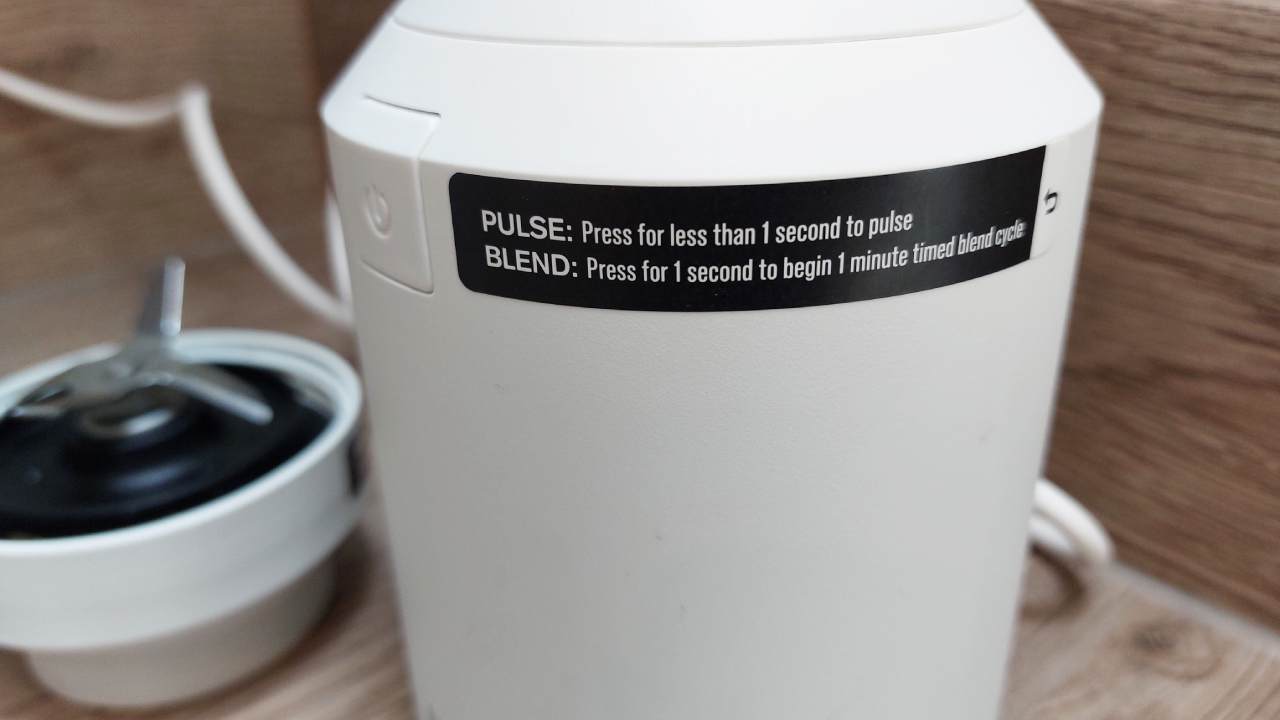 PULSE: Press for less than 1 second to pulse
BLEND: Press for 1 second to begin 1 minute timed blend cycle